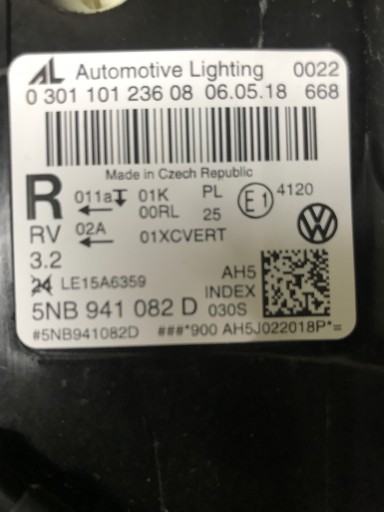 AL Automotive Lighting 0022
0 301 101 236 08 06.05.18 668
Made in Czech Republic
R 011a 01K PL E1 4120
00RL 25
RV 02A 01XCVERT
3.2
24 LE15A6359 AH5
INDEX
5NB 941 082 D 030S
#5NB941082D ###*900 AH5J022018P*=